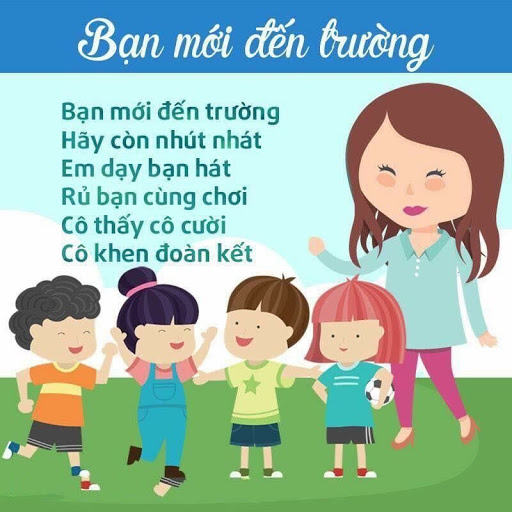 Bạn mới đến trường
Bạn mới đến trường
Hãy còn nhút nhát
Em dạy bạn hát
Rủ bạn cùng chơi
Cô thấy cô cười
Cô khen đoàn kết